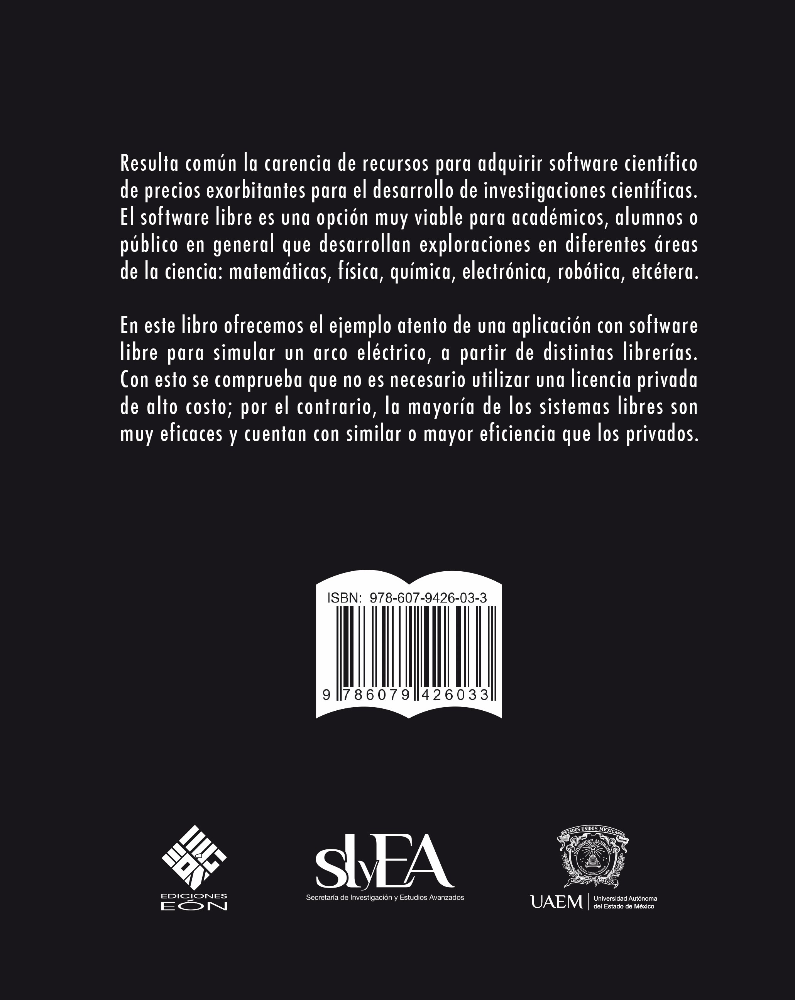 Resulta común la carencia de recursos para adquirir software científico
de precios exorbitantes para el desarrollo de investigaciones científicas.
El software libre es una opción muy viable para académicos, alumnos o
público en general que desarrollan exploraciones en diferentes áreas
de la ciencia: matemáticas, física, química, electrónica, robótica, etcétera.
En este libro ofrecemos el ejemplo atento de una aplicación con software
libre para simular un arco eléctrico, a partir de distintas librerías.
Con esto se comprueba que no es necesario utilizar una licencia privada
de alto costo; por el contrario, la mayoría de los sistemas libres son
muy eficaces y cuentan con similar o mayor eficiencia que los privados.
ISBN: 978-607-9426-03-3
9 786079 426033
EDICIONES
EÓN
sIyEA
Secretaría de Investigación y Estudios Avanzados
ESTADOS UNIDOS MEXICANOS
UNIVERSIDAD AUTONOMA
PATRIA, CIENCIA Y TRABAJO
ESTADO MEXICO
UAEM
Universidad Autónoma
del Estado de México